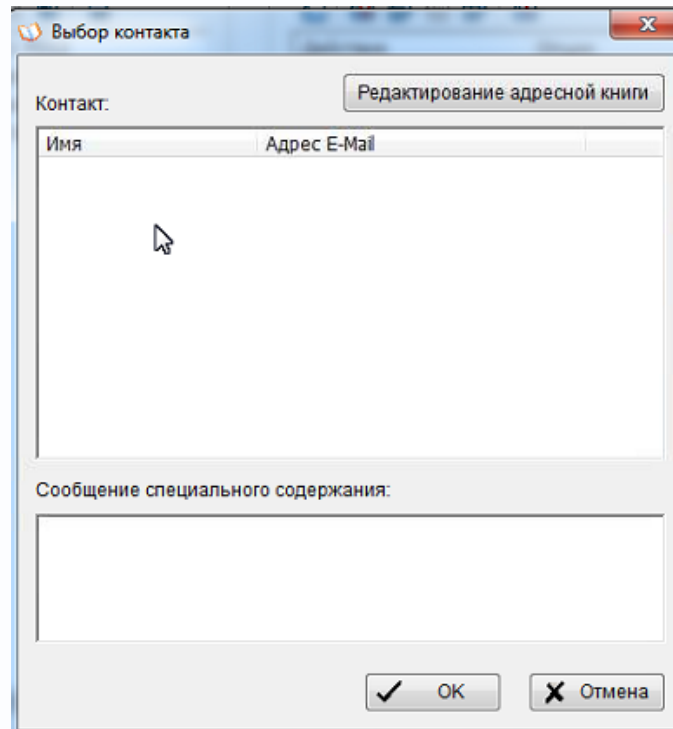 Выбор контакта
Редактирование адресной книги
Контакт:
Имя Адрес E-Mail
Сообщение специального содержания:
OK Отмена